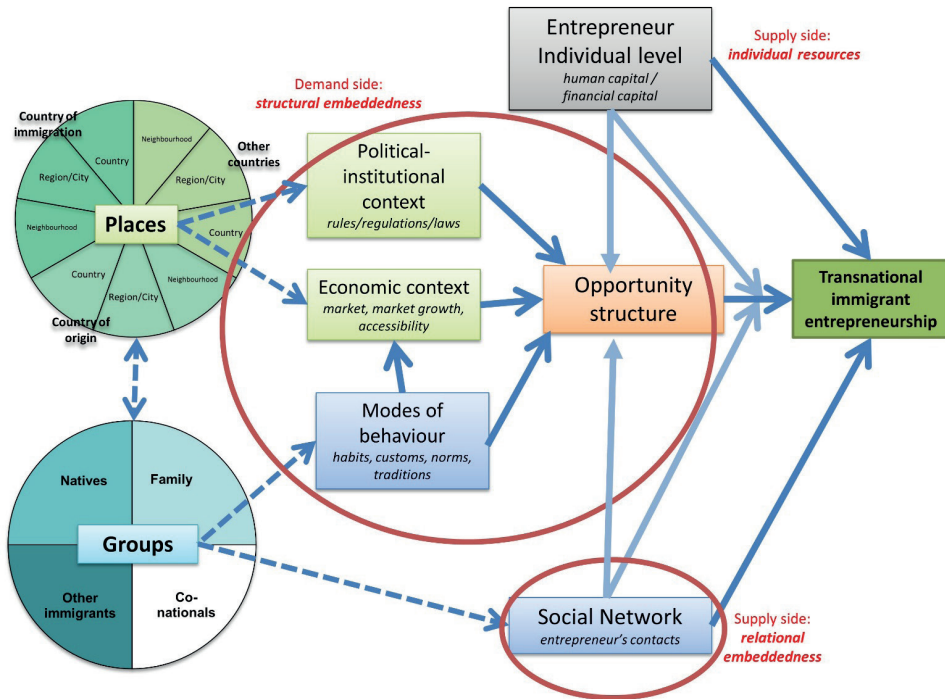 Entrepreneur
Individual level
human capital /
financial capital
Supply side:
individual resources
Demand side:
structural embeddedness
Country of
immigration
Other
countries
Country
Neighbourhood
Region/City
Region/City
Neighbourhood
Country
Places
Country
Region/City
Neighbourhood
Country of
origin
Political-
institutional
context
rules/regulations/laws
Economic context
market, market growth,
accessibility
Opportunity
structure
Transnational
immigrant
entrepreneurship
Modes of
behaviour
habits, customs, norms,
traditions
Natives
Family
Groups
Other
immigrants
Co-
nationals
Social Network
entrepreneur's contacts
Supply side:
relational
embeddedness